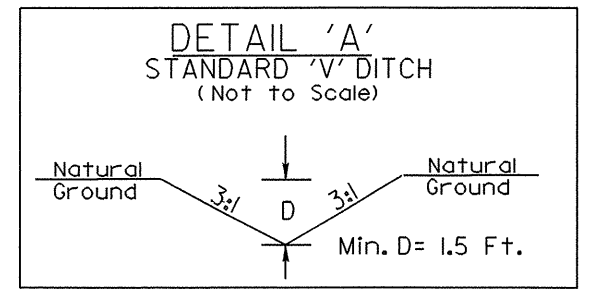 DETAIL 'A'
STANDARD 'V' DITCH
(Not to Scale)
Natural
Ground
3:1
D
3:1
Natural
Ground
Min. D= 1.5 Ft.